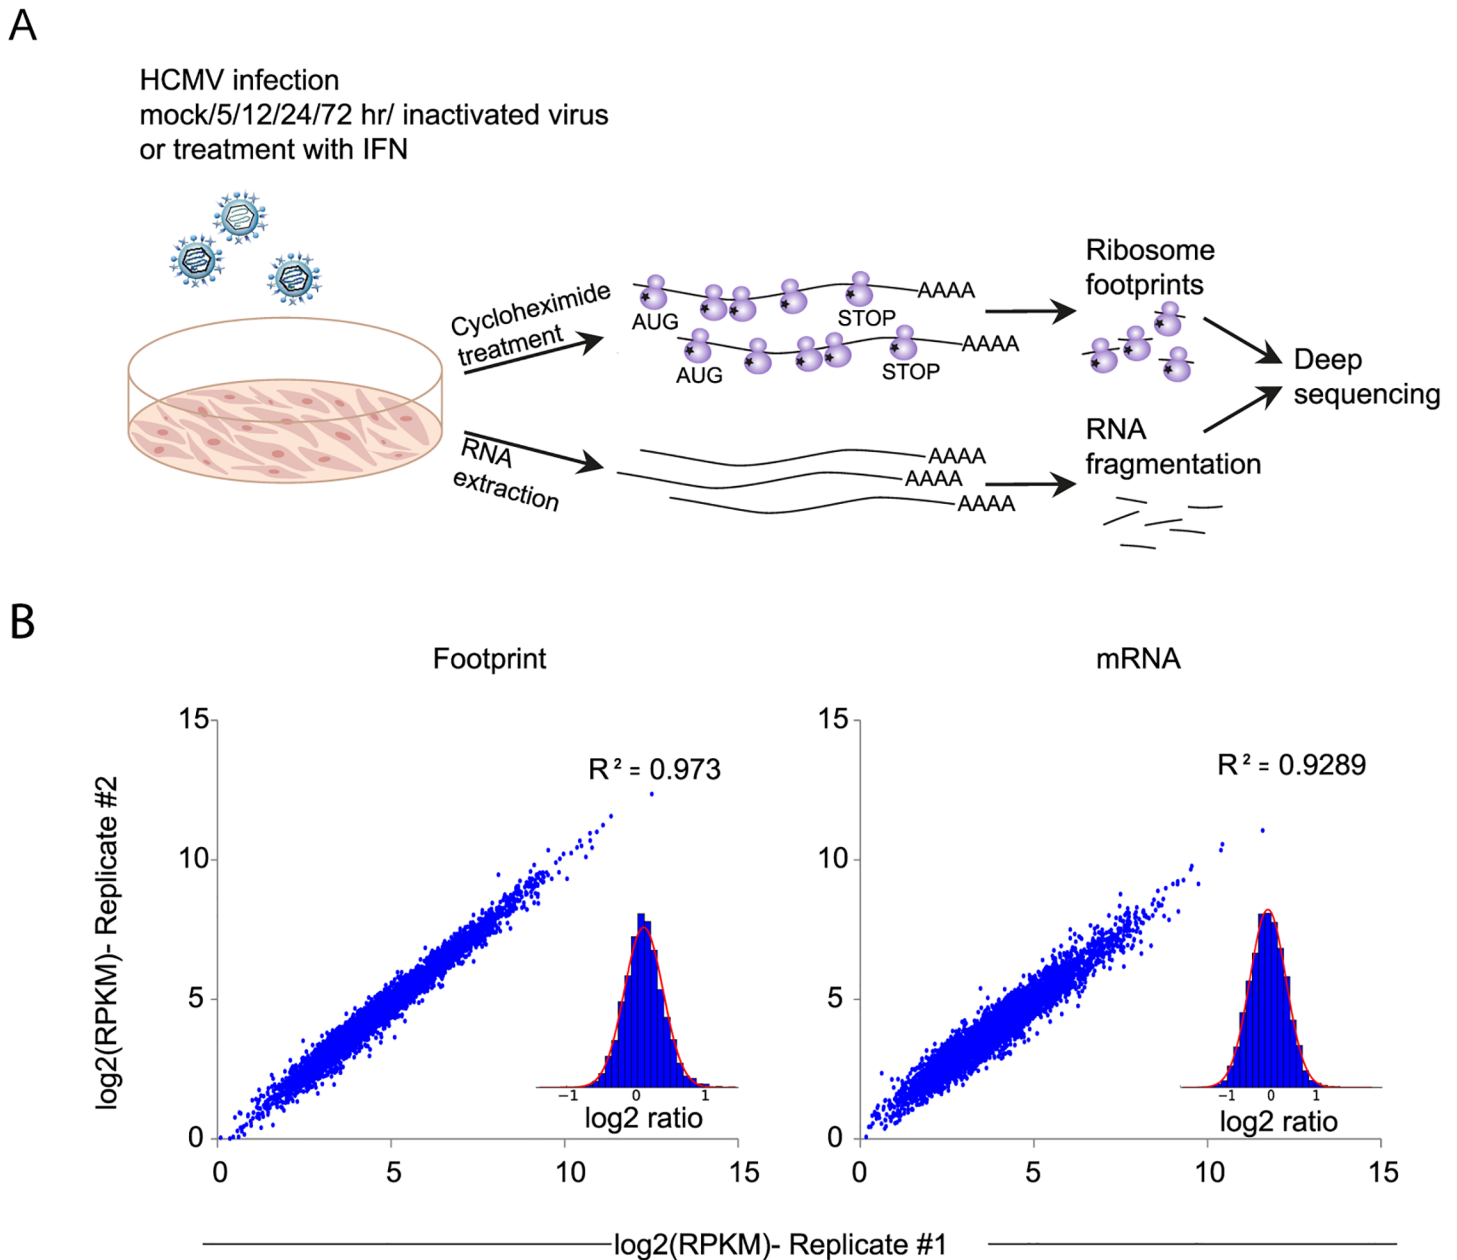 A
HCMV infection
mock/5/12/24/72 hr/ inactivated virus
or treatment with IFN
Cycloheximide
treatment
AAAA
AUG
STOP
AAAA
AUG
STOP
Ribosome
footprints
Deep
sequencing
RNA
extraction
AAAA
AAAA
AAAA
RNA
fragmentation
B
Footprint
mRNA
log2(RPKM)- Replicate #2
15
10
5
0
R² = 0.973
−1 0 1
log2 ratio
0 5 10 15
15
10
5
0
R² = 0.9289
−1 0 1
log2 ratio
0 5 10 15
log2(RPKM)- Replicate #1